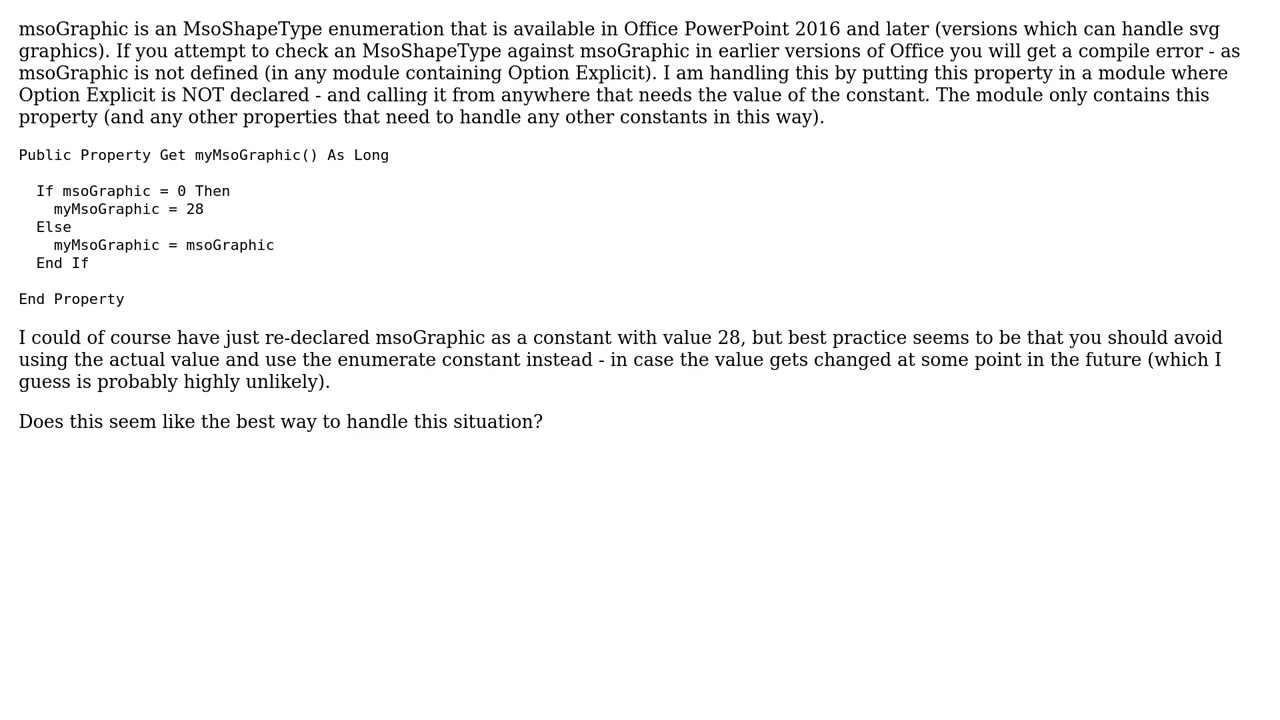 msoGraphic is an MsoShapeType enumeration that is available in Office PowerPoint 2016 and later (versions which can handle svg
graphics). If you attempt to check an MsoShapeType against msoGraphic in earlier versions of Office you will get a compile error - as
msoGraphic is not defined (in any module containing Option Explicit). I am handling this by putting this property in a module where
Option Explicit is NOT declared - and calling it from anywhere that needs the value of the constant. The module only contains this
property (and any other properties that need to handle any other constants in this way).
Public Property Get myMsoGraphic() As Long
If msoGraphic = 0 Then
myMsoGraphic = 28
Else
myMsoGraphic = msoGraphic
End If
End Property
I could of course have just re-declared msoGraphic as a constant with value 28, but best practice seems to be that you should avoid
using the actual value and use the enumerate constant instead - in case the value gets changed at some point in the future (which I
guess is probably highly unlikely).
Does this seem like the best way to handle this situation?